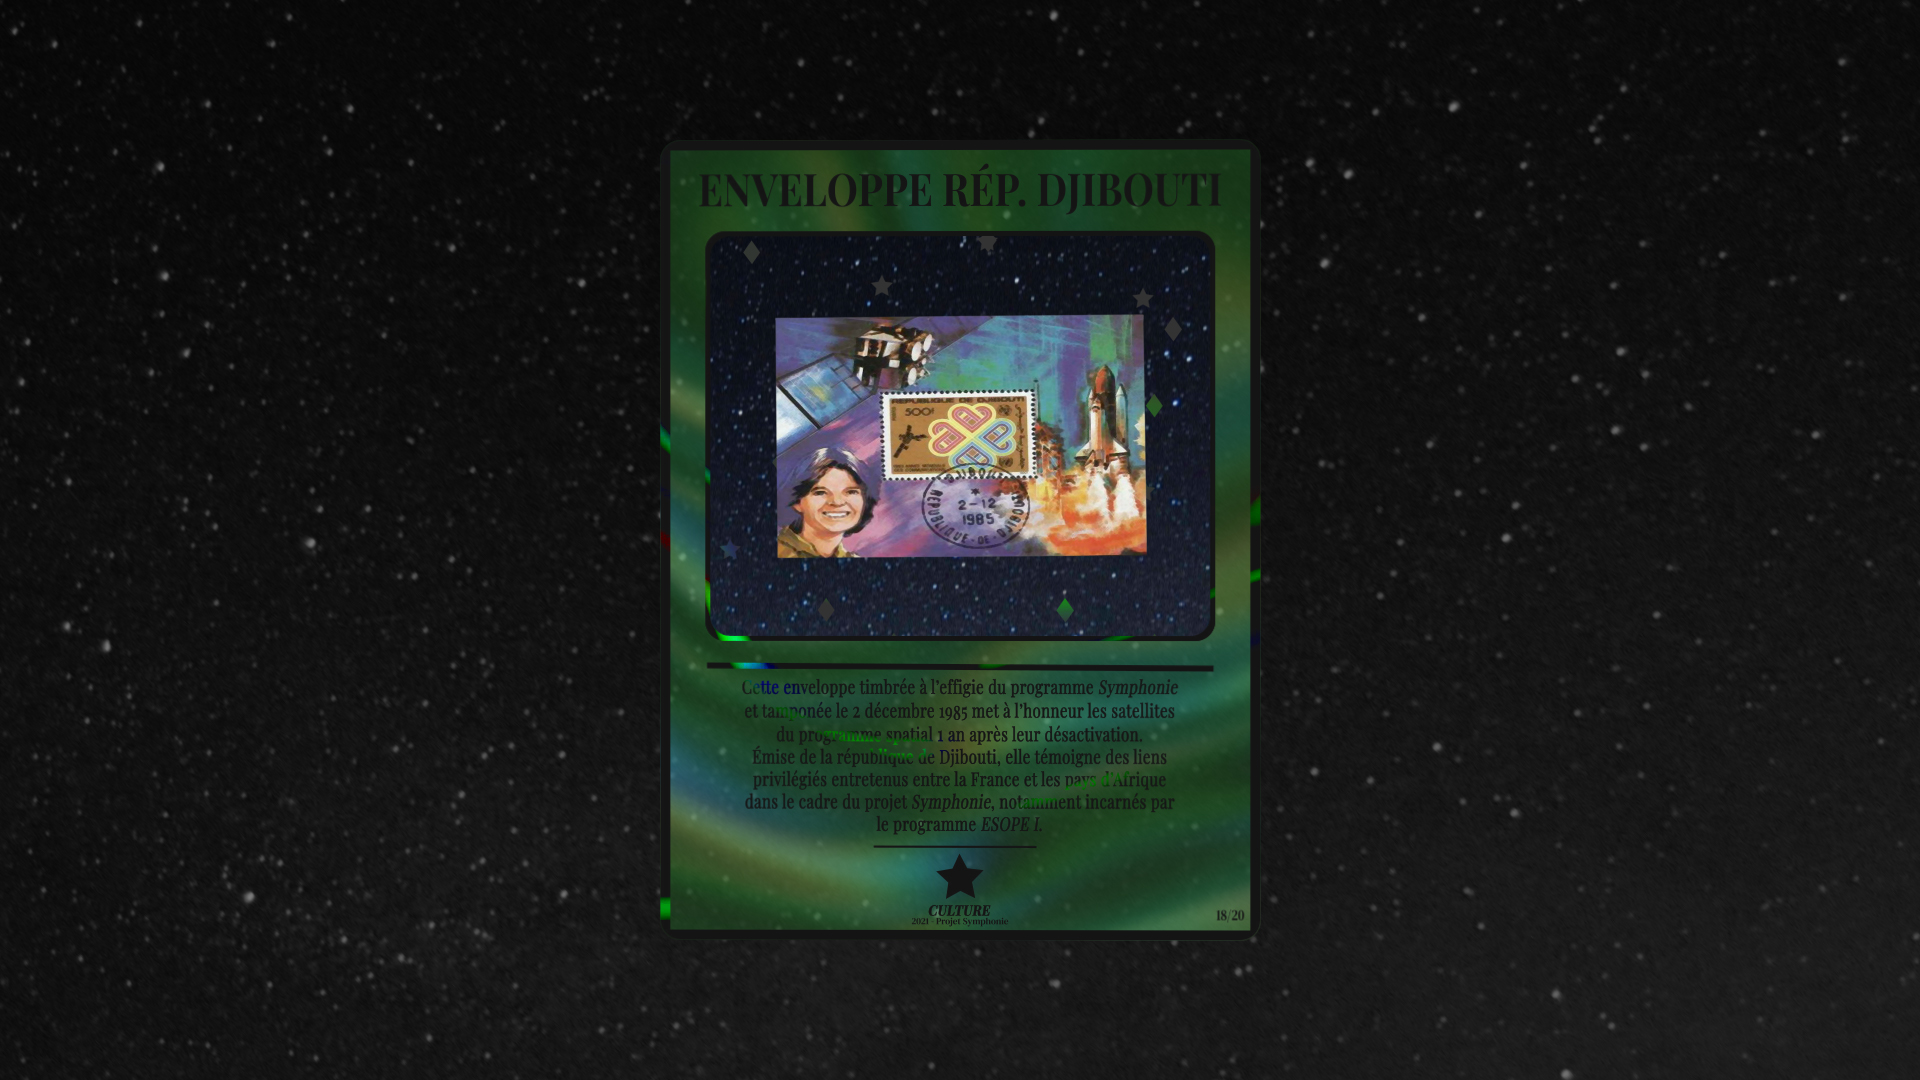 ENVELOPPE RÉP. DJIBOUTI
REPUBLIQUE DE DJIBOUTI
500F
DJIBOUTI
2-12
1985
REPUBLIQUE - DE - DJIBOUTI
Cette enveloppe timbrée à l'effigie du programme Symphonie
et tamponée le 2 décembre 1985 met à l'honneur les satellites
du programme spatial 1 an après leur désactivation.
Émise de la république de Djibouti, elle témoigne des liens
privilégiés entretenus entre la France et les pays d'Afrique
dans le cadre du projet Symphonie, notamment incarnés par
le programme ESOPE I.
CULTURE
2021 - Projet Symphonie
18/20